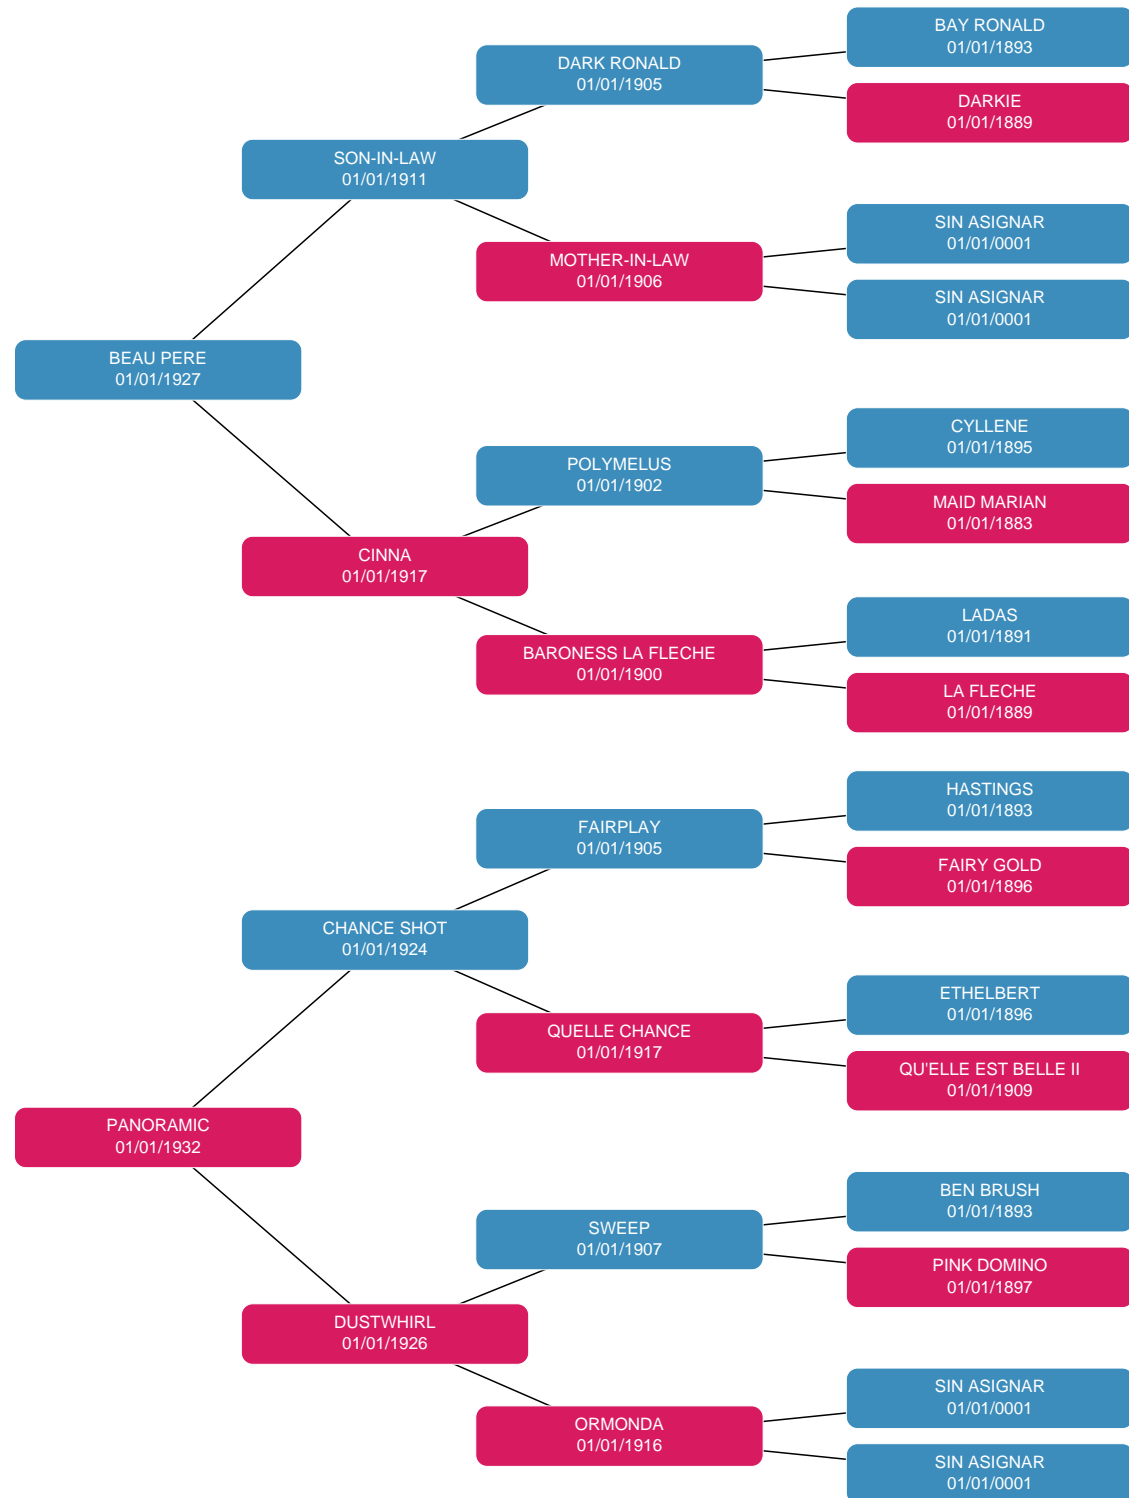 BAY RONALD
01/01/1893
DARK RONALD
01/01/1905
DARKIE
01/01/1889
SON-IN-LAW
01/01/1911
SIN ASIGNAR
01/01/0001
MOTHER-IN-LAW
01/01/1906
SIN ASIGNAR
01/01/0001
BEAU PERE
01/01/1927
CYLLENE
01/01/1895
POLYMELUS
01/01/1902
MAID MARIAN
01/01/1883
CINNA
01/01/1917
LADAS
01/01/1891
BARONESS LA FLECHE
01/01/1900
LA FLECHE
01/01/1889
HASTINGS
01/01/1893
FAIRPLAY
01/01/1905
FAIRY GOLD
01/01/1896
CHANCE SHOT
01/01/1924
ETHELBERT
01/01/1896
QUELLE CHANCE
01/01/1917
QU'ELLE EST BELLE II
01/01/1909
PANORAMIC
01/01/1932
BEN BRUSH
01/01/1893
SWEEP
01/01/1907
PINK DOMINO
01/01/1897
DUSTWHIRL
01/01/1926
SIN ASIGNAR
01/01/0001
ORMONDA
01/01/1916
SIN ASIGNAR
01/01/0001